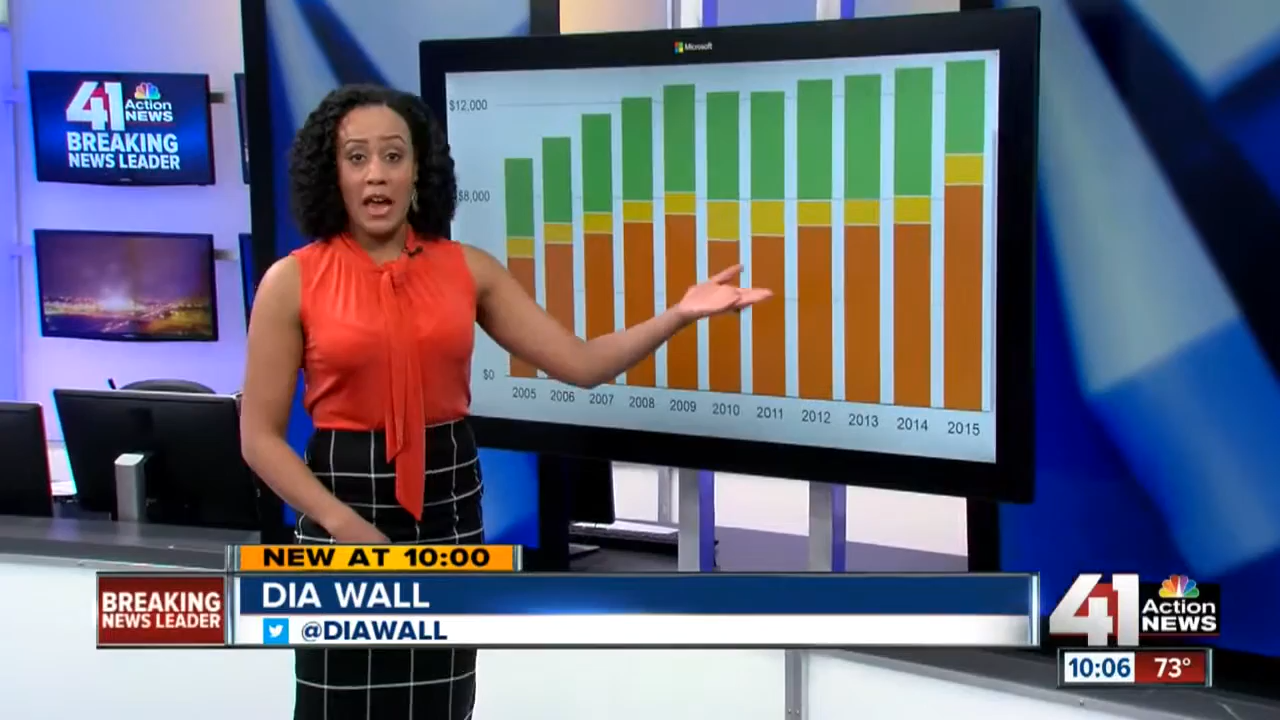 41
Action
NEWS
BREAKING
NEWS LEADER
Microsoft
$12,000
$8,000
$0
2005 2006 2007 2008 2009 2010 2011 2012 2013 2014 2015
NEW AT 10:00
BREAKING
NEWS LEADER
DIA WALL
@DIAWALL
41
Action
NEWS
10:06 73°